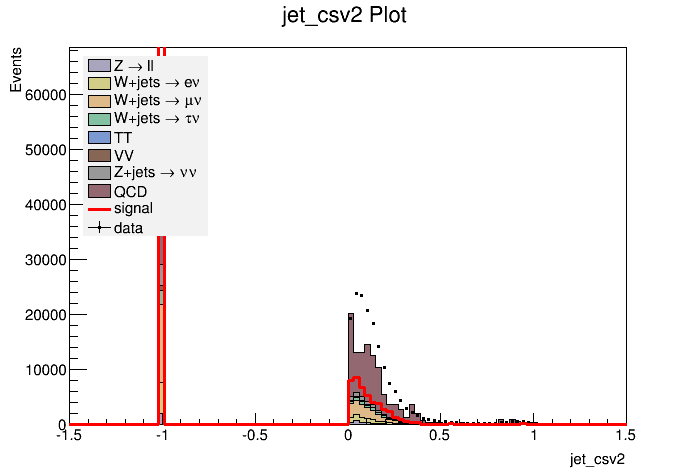 jet_csv2 Plot
Events
Z → ll
W+jets → eν
W+jets → μν
W+jets → τν
TT
VV
Z+jets → νν
QCD
signal
data
60000
50000
40000
30000
20000
10000
0
-1.5 -1 -0.5 0 0.5 1 1.5
jet_csv2